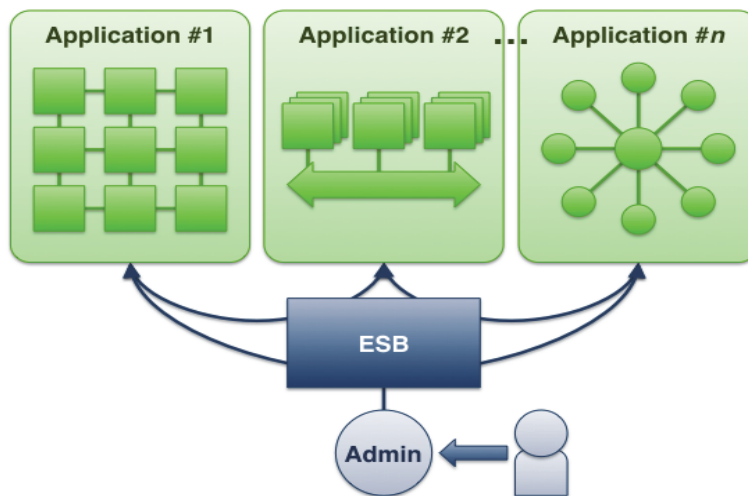 Application #1
Application #2
...
Application #n
ESB
Admin